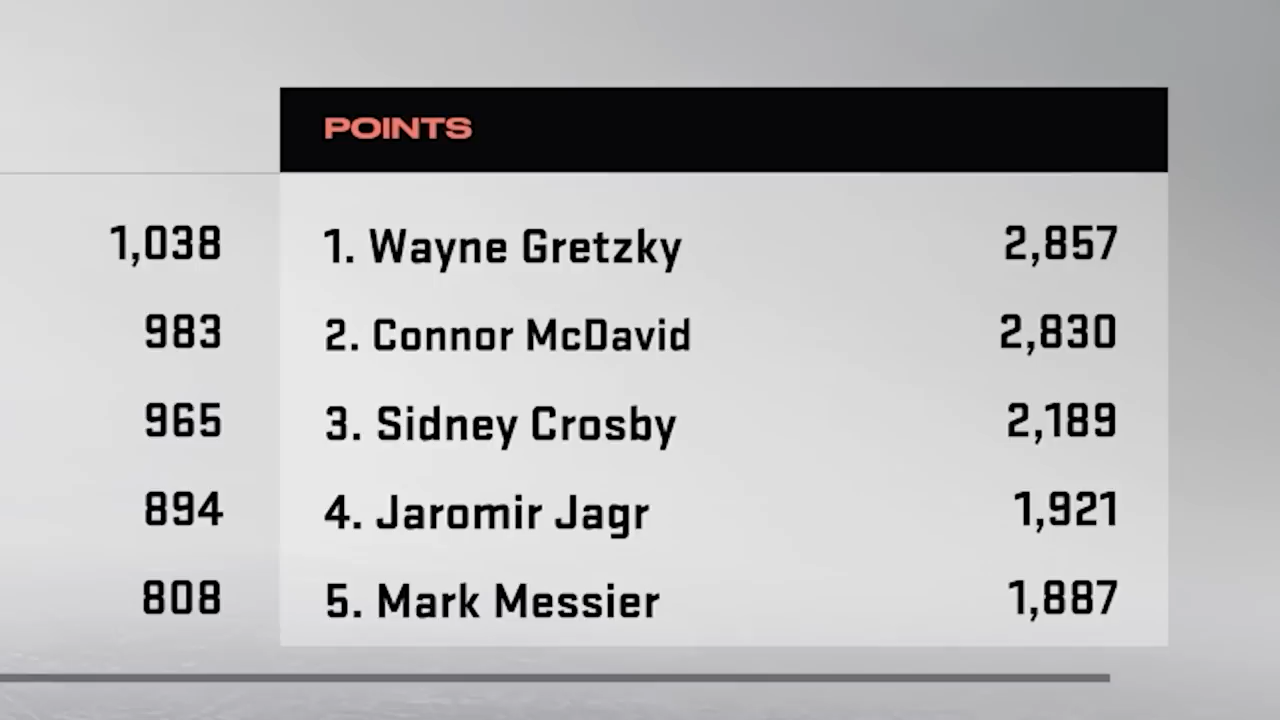 POINTS
1,038
1. Wayne Gretzky 2,857
983
2. Connor McDavid 2,830
965
3. Sidney Crosby 2,189
894
4. Jaromir Jagr 1,921
808
5. Mark Messier 1,887